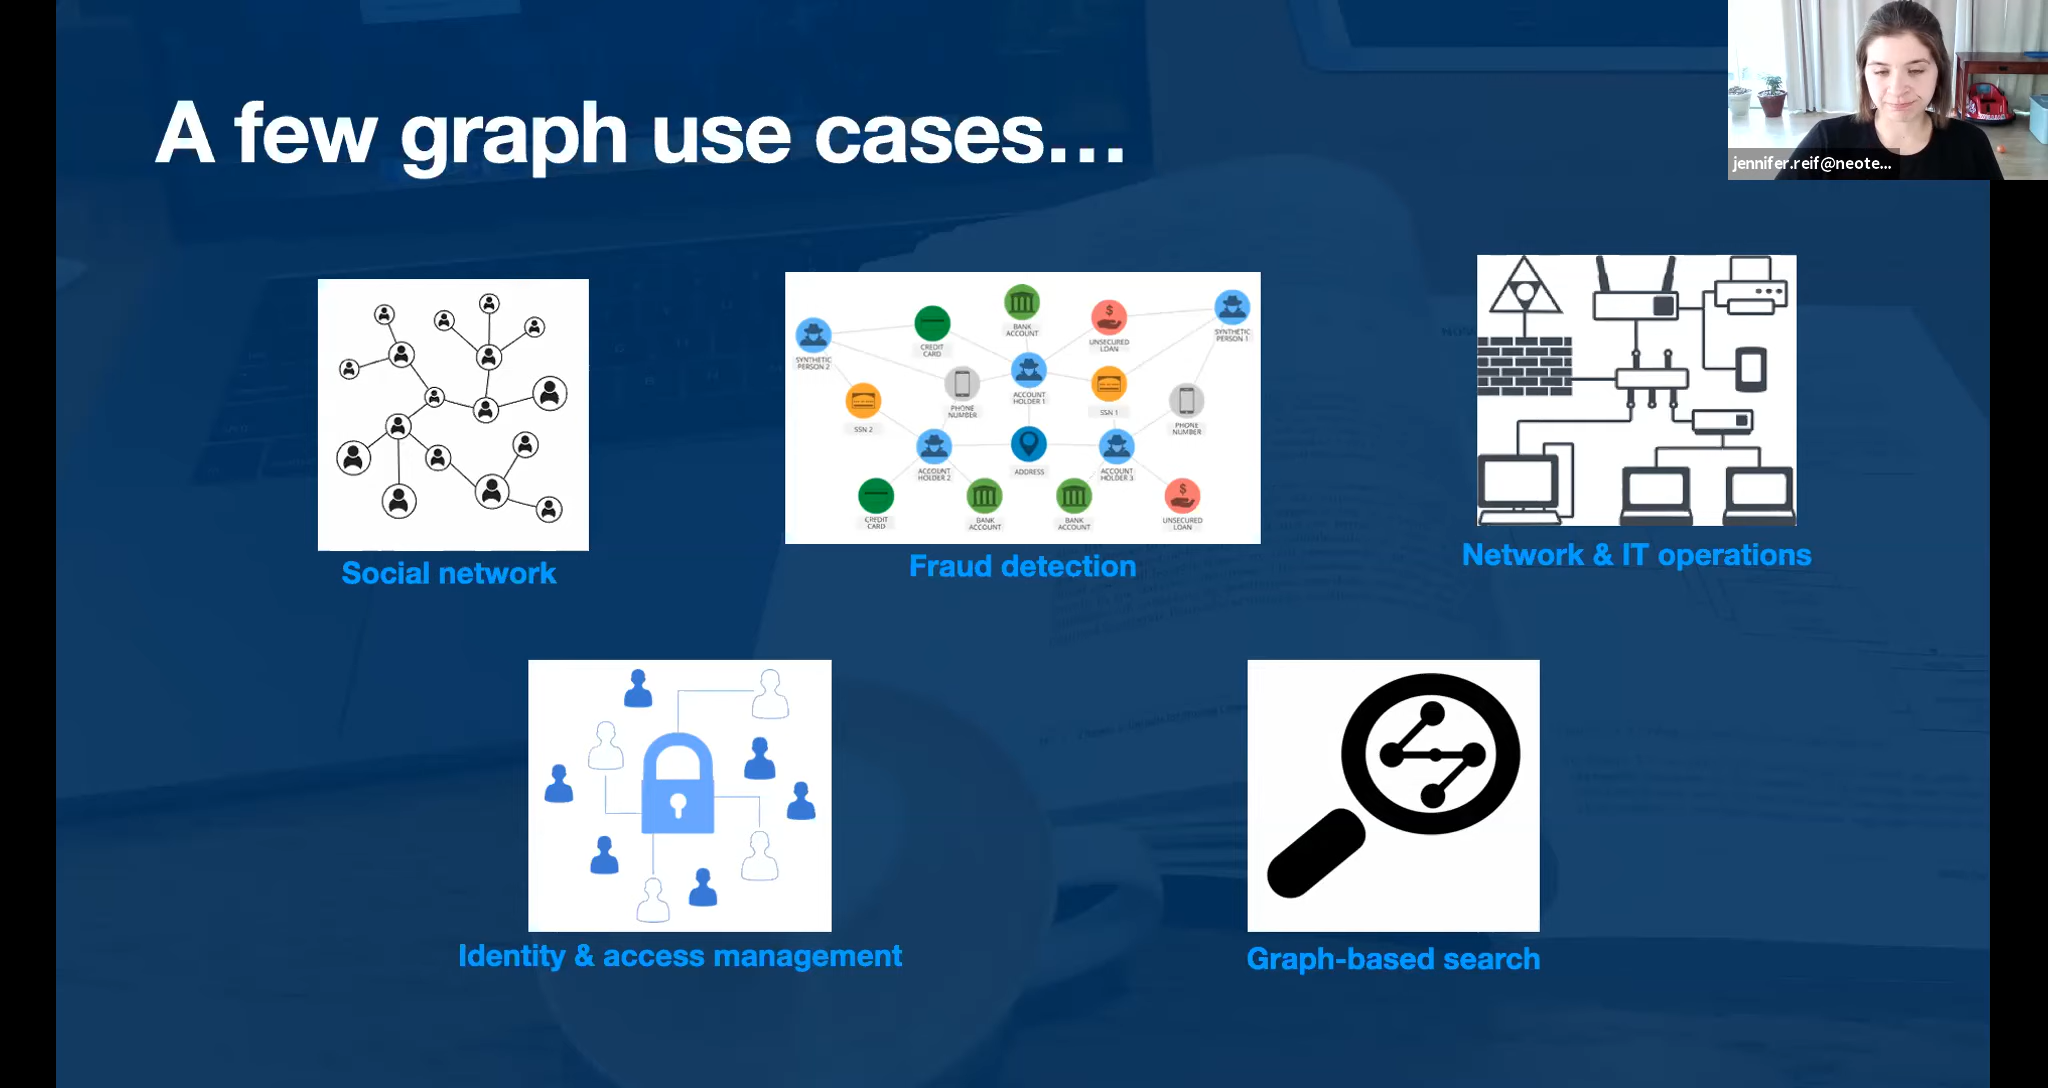 A few graph use cases...
jennifer.reif@neote...
BANK
ACCOUNT
CREDIT
CARD
UNSECURED
LOAN
SYNTHETIC
PERSON 1
SYNTHETIC
PERSON 2
ACCOUNT
HOLDER 1
PHONE
NUMBER
SSN 1
PHONE
NUMBER
SSN 2
ACCOUNT
HOLDER 2
ADDRESS
ACCOUNT
HOLDER 3
CREDIT
CARD
BANK
ACCOUNT
BANK
ACCOUNT
UNSECURED
LOAN
Social network
Fraud detection
Network & IT operations
Identity & access management
Graph-based search